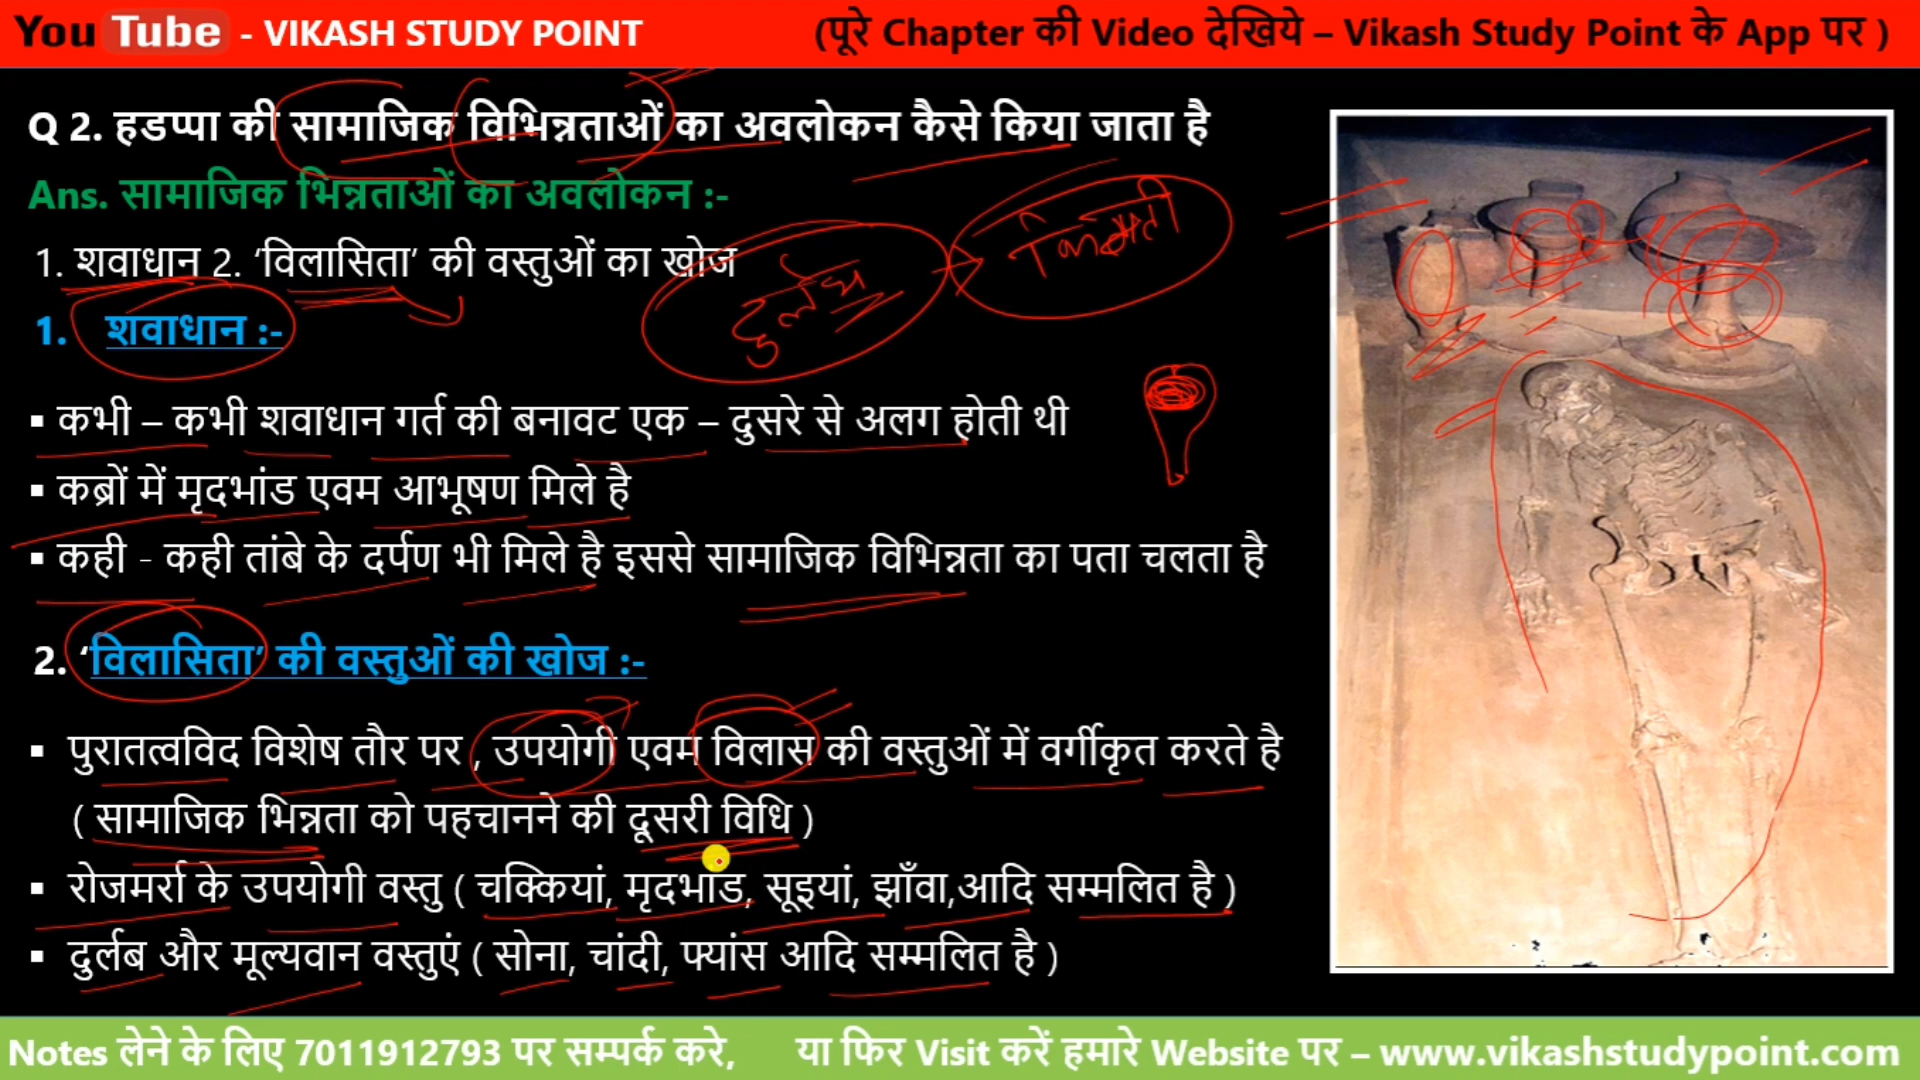 You Tube - VIKASH STUDY POINT (पूरे Chapter की Video देखिये – Vikash Study Point के App पर )
Q 2. हडप्पा की सामाजिक विभिन्नताओं का अवलोकन कैसे किया जाता है
Ans. सामाजिक भिन्नताओं का अवलोकन :-
1. शवाधान 2. ‘विलासिता’ की वस्तुओं का खोज
दुर्लभ
1. शवाधान :-
▪ कभी – कभी शवाधान गर्त की बनावट एक – दुसरे से अलग होती थी
▪ कब्रों में मृदभांड एवम आभूषण मिले है
▪ कही - कही तांबे के दर्पण भी मिले है इससे सामाजिक विभिन्नता का पता चलता है
2. ‘विलासिता’ की वस्तुओं की खोज :-
▪ पुरातत्वविद विशेष तौर पर , उपयोगी एवम विलास की वस्तुओं में वर्गीकृत करते है
( सामाजिक भिन्नता को पहचानने की दूसरी विधि )
▪ रोजमर्रा के उपयोगी वस्तु ( चक्कियां, मृदभांड, सूइयां, झाँवा,आदि सम्मलित है )
▪ दुर्लब और मूल्यवान वस्तुएं ( सोना, चांदी, फ्यांस आदि सम्मलित है )
Notes लेने के लिए 7011912793 पर सम्पर्क करे, या फिर Visit करें हमारे Website पर – www.vikashstudypoint.com